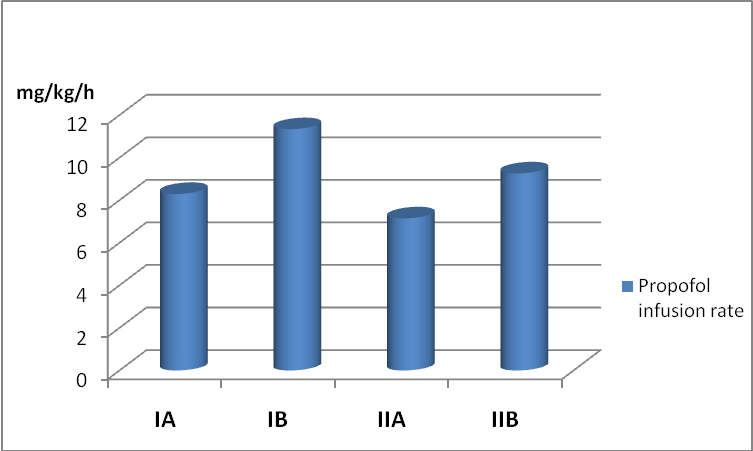 mg/kg/h
12
10
8
6
4
2
0
IA IB IIA IIB
Propofol
infusion rate